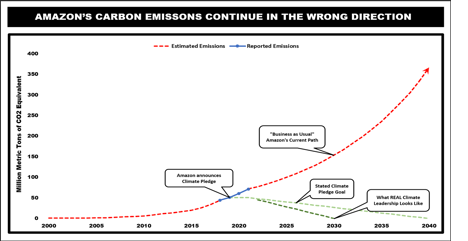 AMAZON'S CARBON EMISSONS CONTINUE IN THE WRONG DIRECTION
Estimated Emissions
Reported Emissions
Million Metric Tons of CO2 Equivalent
400
350
300
250
200
150
100
50
0
"Business as Usual"
Amazon's Current Path
Amazon announces
Climate Pledge
Stated Climate
Pledge Goal
What REAL Climate
Leadership Looks Like
2000
2005
2010
2015
2020
2025
2030
2035
2040